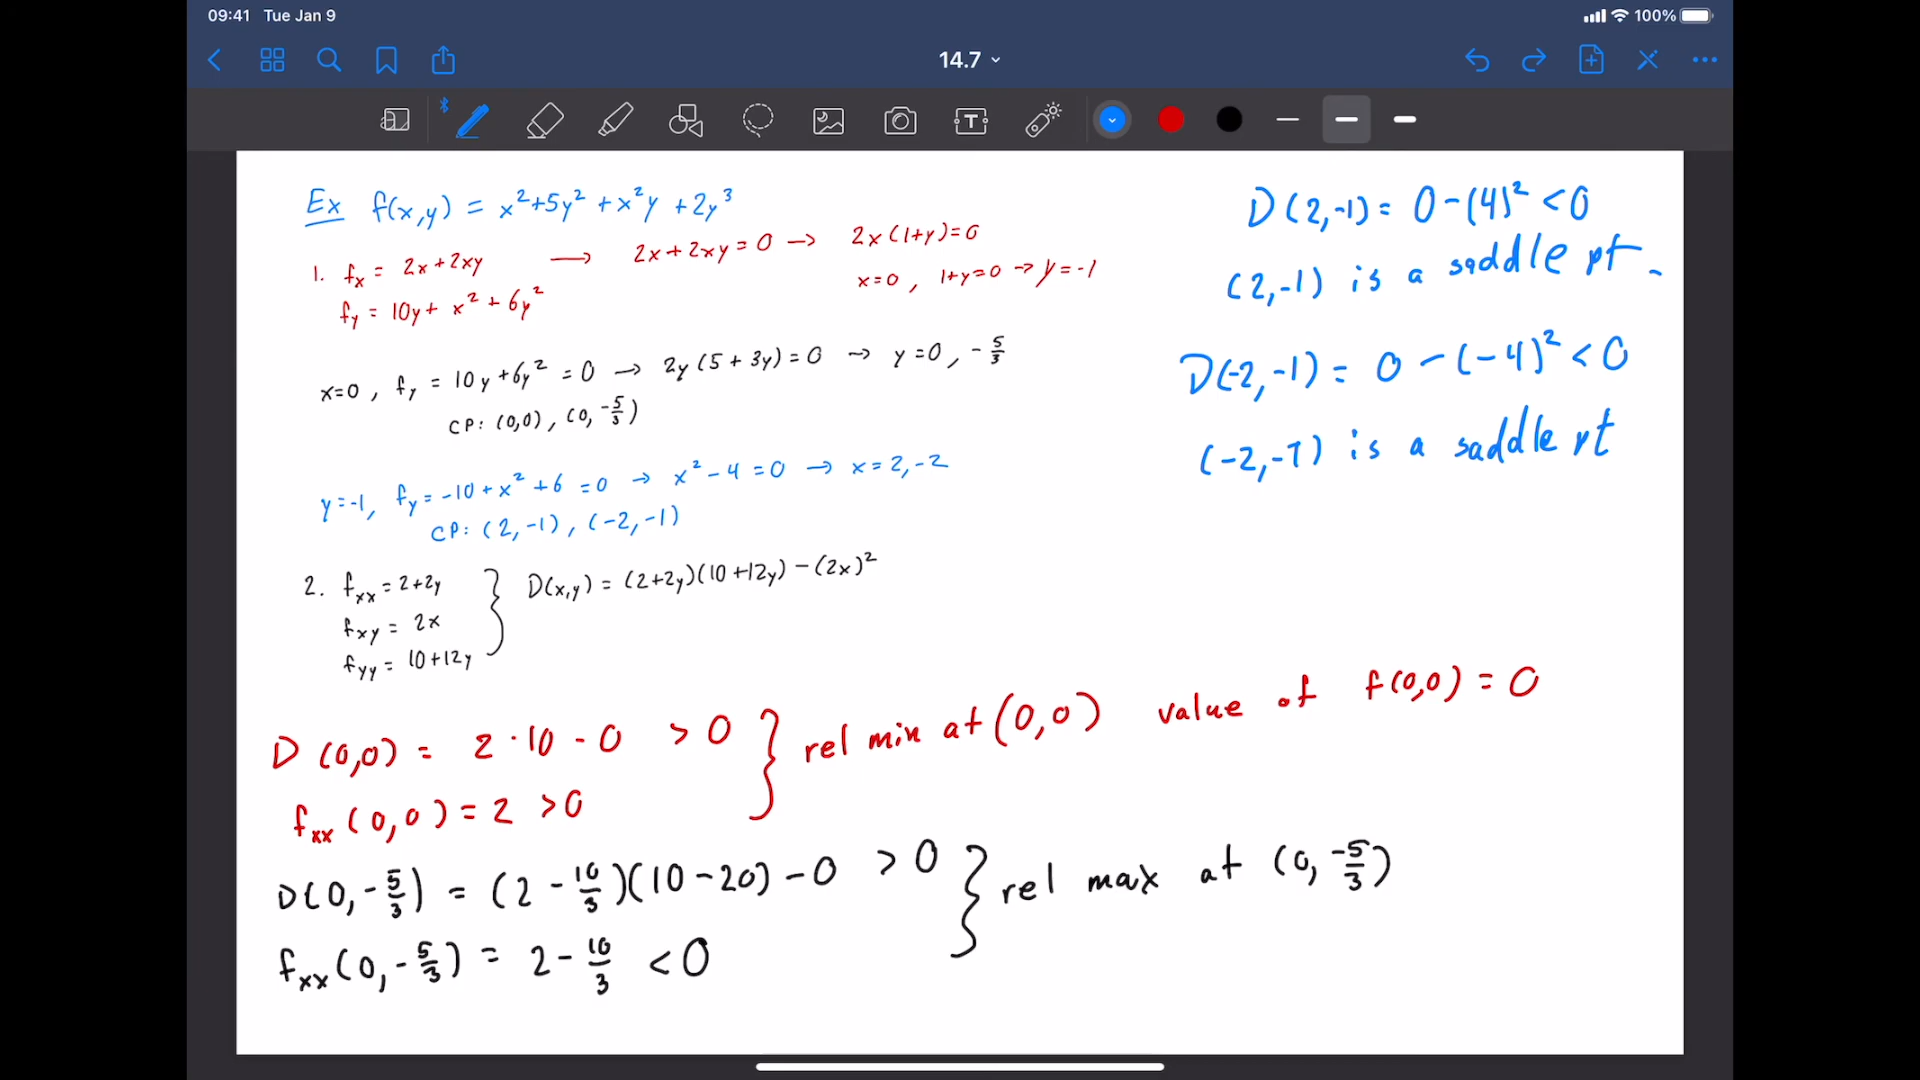 09:41 Tue Jan 9
100%
14.7
T
Ex f(x,y) = x²+5y² + x²y + 2y³
1. fx = 2x+2xy → 2x+2xy = 0 → 2x(1+y)=0
x=0, 1+y=0 → y=-1
fy = 10y + x² + 6y²
x=0, fy = 10y + 6y² = 0 → 2y(5 + 3y) = 0 → y=0, -5/3
CP: (0,0), (0, -5/3)
y=-1, fy = -10 + x² + 6 = 0 → x² - 4 = 0 → x = 2, -2
CP: (2, -1), (-2, -1)
2. fxx = 2+2y
fxy = 2x
fyy = 10+12y
} D(x,y) = (2+2y)(10+12y) - (2x)²
D(2,-1) = 0 - (4)² < 0
(2,-1) is a saddle pt.
D(-2,-1) = 0 - (-4)² < 0
(-2,-1) is a saddle pt
D(0,0) = 2·10 - 0 > 0
fxx(0,0) = 2 > 0
} rel min at (0,0) value of f(0,0) = 0
D(0,-5/3) = (2 - 10/3)(10-20) - 0 > 0
fxx(0,-5/3) = 2 - 10/3 < 0
} rel max at (0, -5/3)